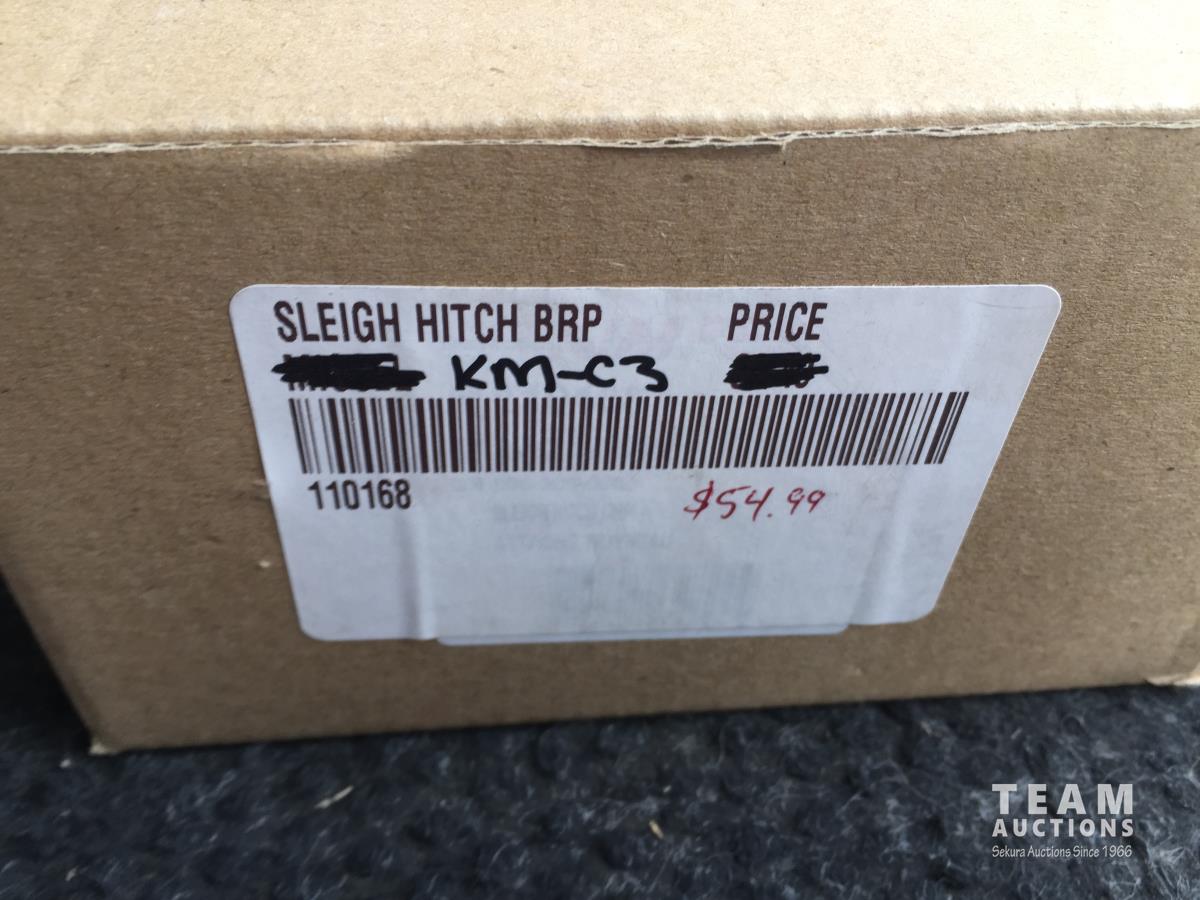 SLEIGH HITCH BRP PRICE
KM-C3
110168 $54.99
TEAM
AUCTIONS
Sekura Auctions Since 1966